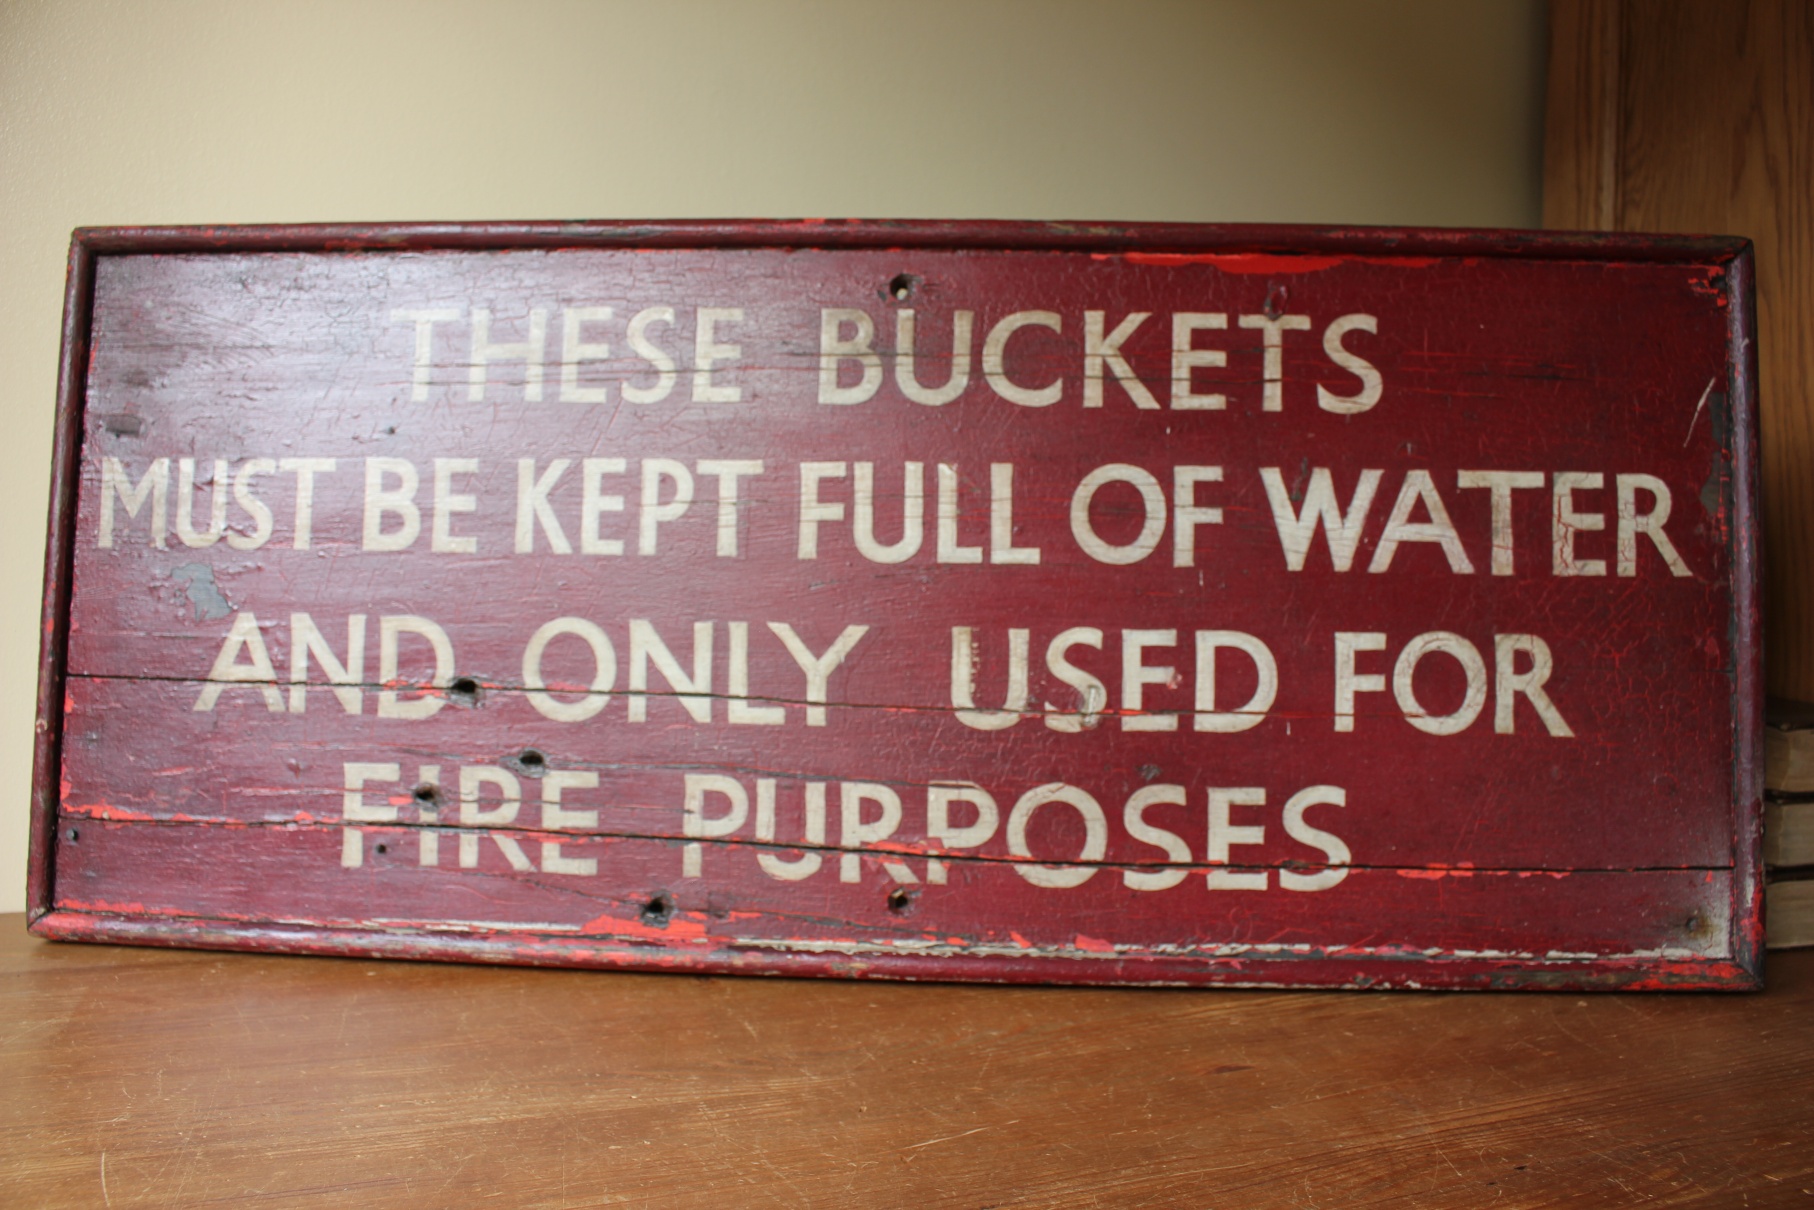 THESE BUCKETS
MUST BE KEPT FULL OF WATER
AND ONLY USED FOR
FIRE PURPOSES